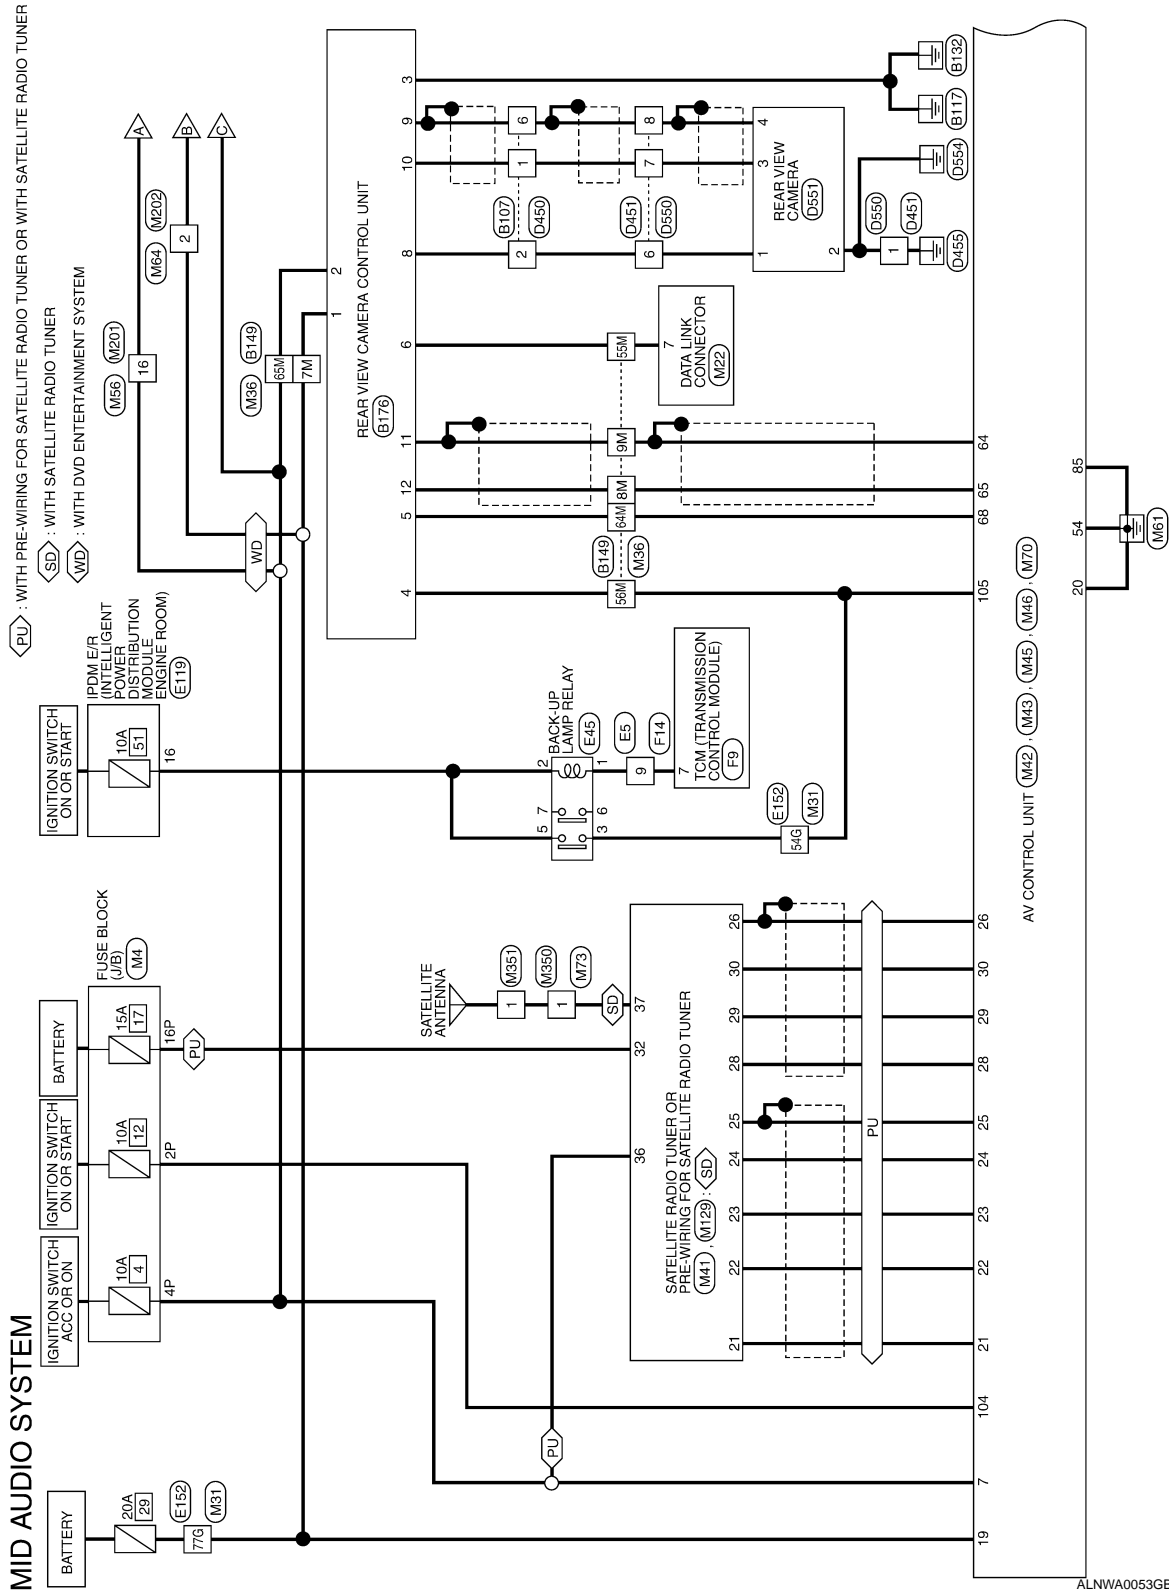 MID AUDIO SYSTEM
PU : WITH PRE-WIRING FOR SATELLITE RADIO TUNER OR WITH SATELLITE RADIO TUNER
SD : WITH SATELLITE RADIO TUNER
WD : WITH DVD ENTERTAINMENT SYSTEM
BATTERY
20A
29
77G
E152
M31
IGNITION SWITCH
ACC OR ON
10A
4
4P
IGNITION SWITCH
ON OR START
10A
12
2P
BATTERY
15A
17
16P
PU
FUSE BLOCK
(J/B)
M4
IGNITION SWITCH
ON OR START
10A
51
16
IPDM E/R
(INTELLIGENT
POWER
DISTRIBUTION
MODULE
ENGINE ROOM)
E119
M56
M201
16
A
M64
M202
2
B
C
M36
B149
65M
7M
WD
1
2
REAR VIEW CAMERA CONTROL UNIT
B176
4
5
12
11
6
8
10
9
3
BACK-UP
LAMP RELAY
E45
5
7
2
3
6
1
9
E5
F14
7
TCM (TRANSMISSION
CONTROL MODULE)
F9
54G
E152
M31
56M
B149
M36
64M
8M
9M
55M
7
DATA LINK
CONNECTOR
M22
B107
D450
2
1
6
D451
D550
6
7
8
1
3
4
REAR VIEW
CAMERA
D551
2
1
D550
D451
D455
D554
B117
B132
SATELLITE
ANTENNA
1
M351
M350
1
M73
SD
37
32
36
PU
SATELLITE RADIO TUNER OR
PRE-WIRING FOR SATELLITE RADIO TUNER
M41 , M129 : SD
21
22
23
24
25
28
29
30
26
PU
19
7
104
21
22
23
24
25
28
29
30
26
105
68
65
64
AV CONTROL UNIT M42 , M43 , M45 , M46 , M70
20
54
85
M61
ALNWA0053GE